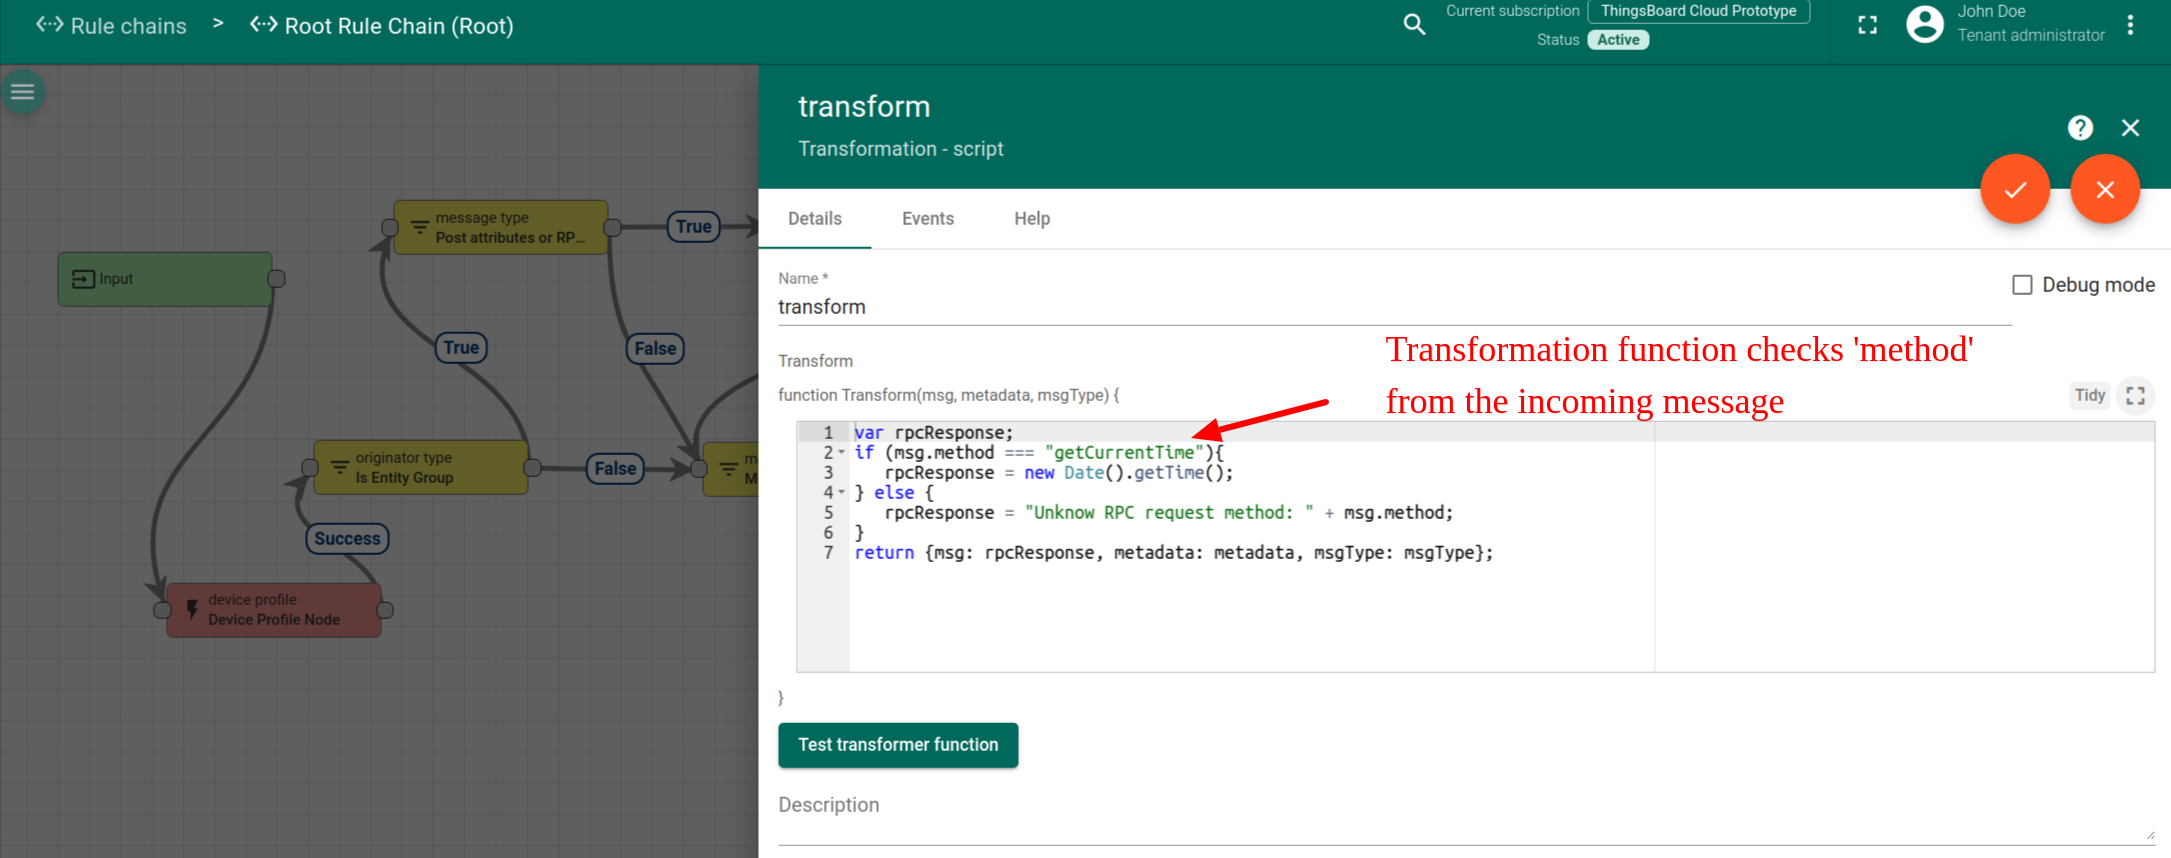 Rule chains > Root Rule Chain (Root)
Current subscription ThingsBoard Cloud Prototype
Status Active
John Doe
Tenant administrator
transform
Transformation - script
Details Events Help
Name *
transform
Debug mode
Transform
function Transform(msg, metadata, msgType) {
Transformation function checks 'method'
from the incoming message
Tidy
1 var rpcResponse;
2 if (msg.method === "getCurrentTime"){
3 rpcResponse = new Date().getTime();
4 } else {
5 rpcResponse = "Unknow RPC request method: " + msg.method;
6 }
7 return {msg: rpcResponse, metadata: metadata, msgType: msgType};
}
Test transformer function
Description
Input
message type
Post attributes or RP...
True
True
False
originator type
Is Entity Group
False
m
M
Success
device profile
Device Profile Node